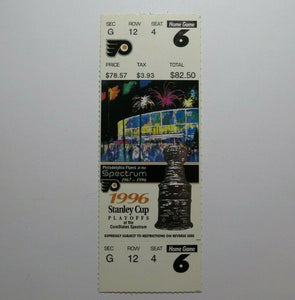 SEC ROW SEAT Home Game
G 12 4 6
PRICE TAX TOTAL
$78.57 $3.93 $82.50
Philadelphia Flyers at the
Spectrum
1967 - 1996
1996
Stanley Cup
PLAYOFFS
at the
CoreStates Spectrum
EXPRESSLY SUBJECT TO RESTRICTIONS ON REVERSE SIDE
SEC ROW SEAT Home Game
G 12 4 6